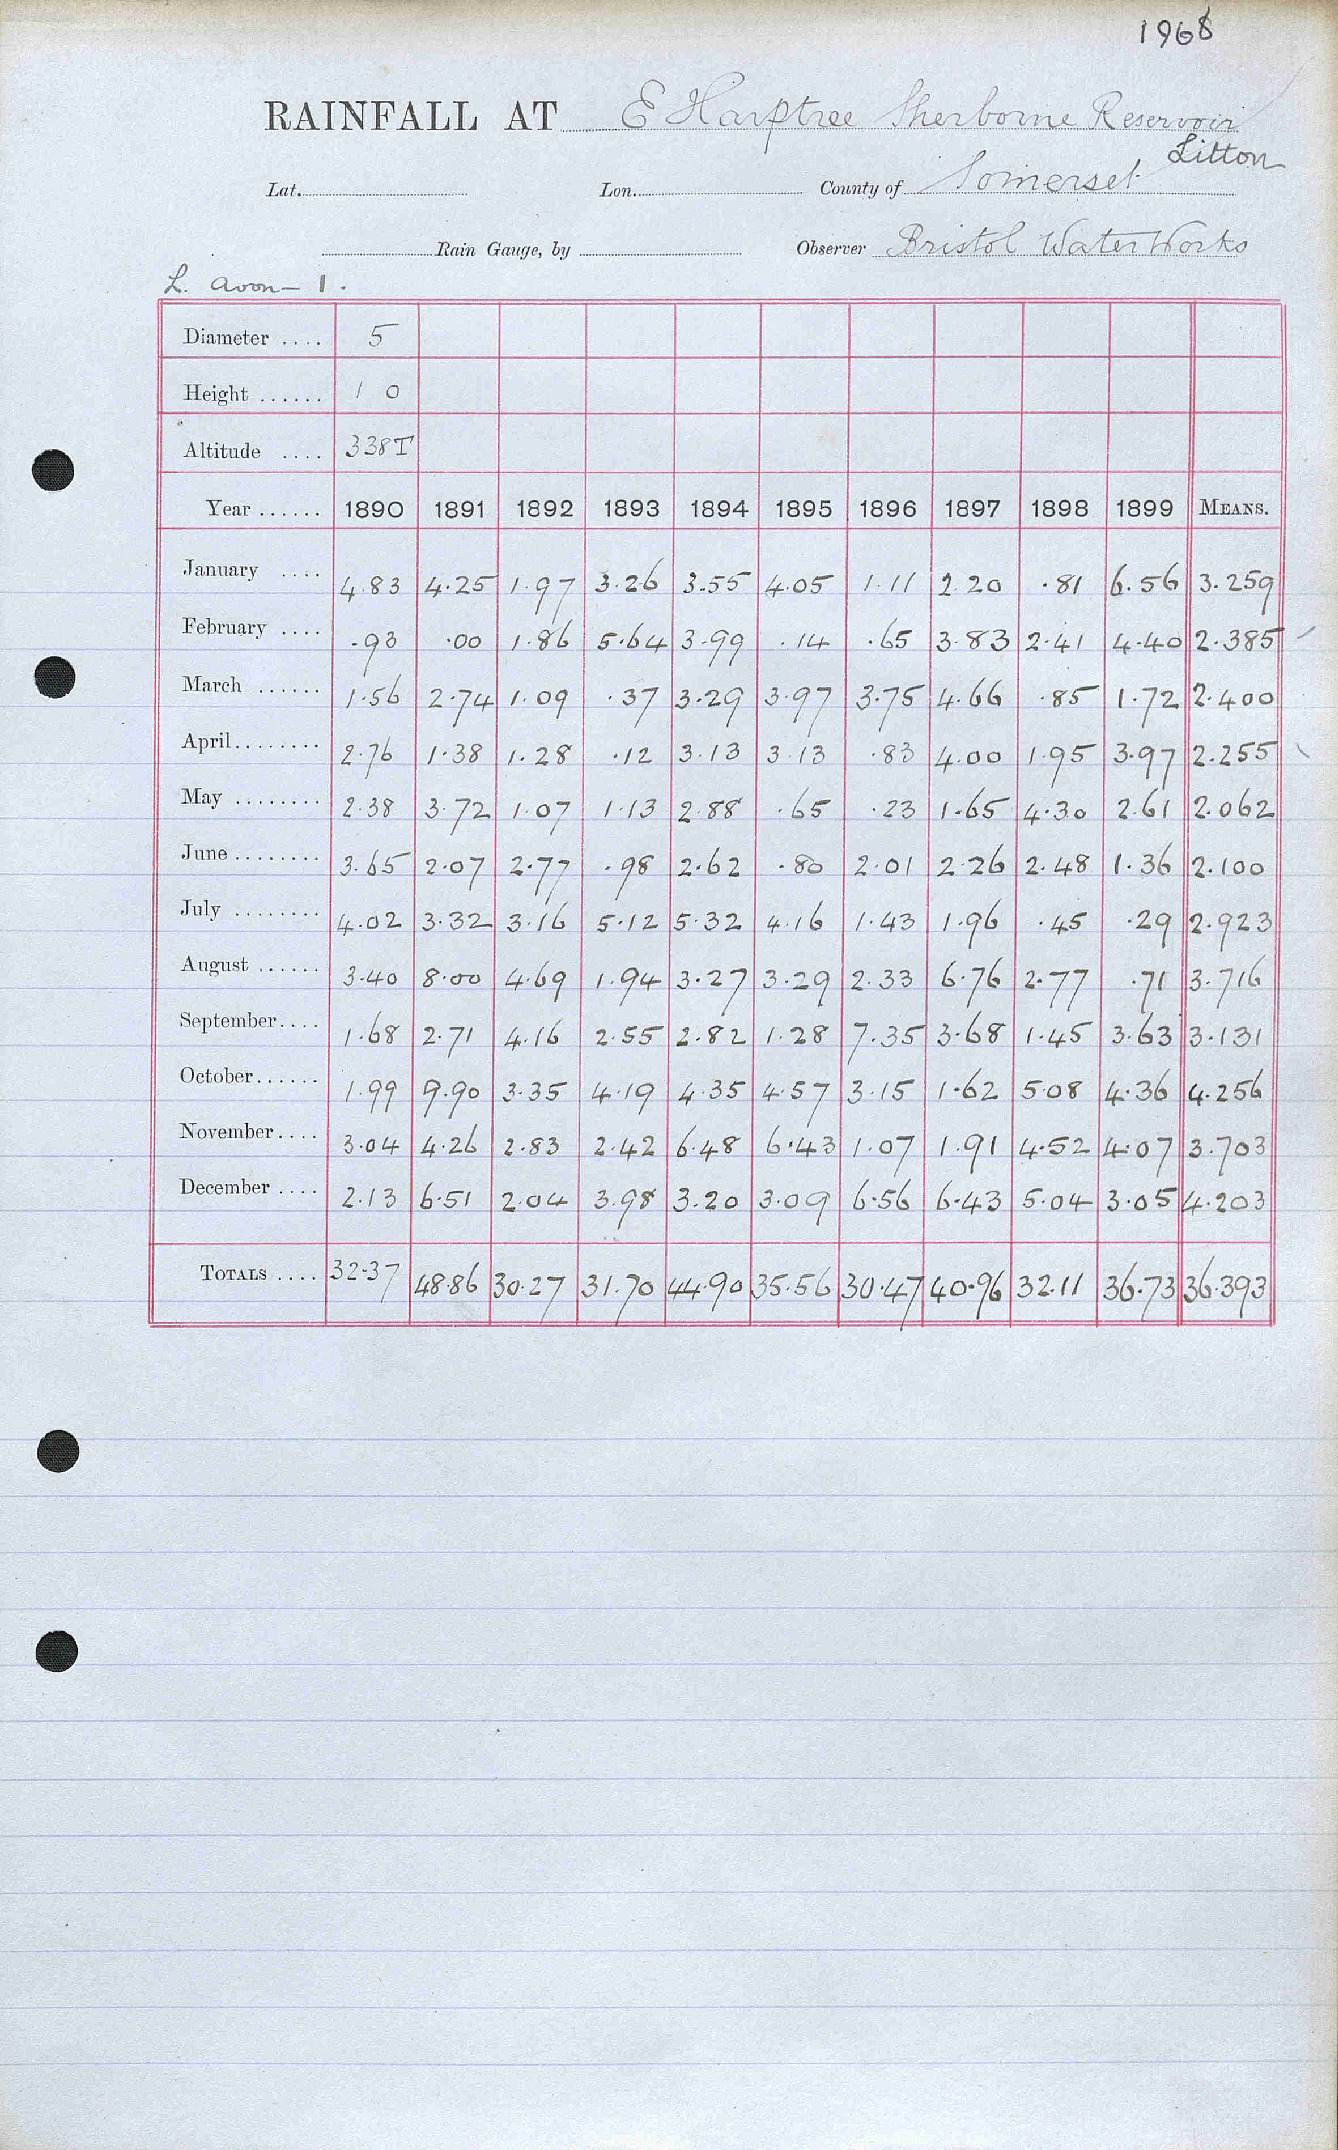 1968
RAINFALL AT E Harptree Sherborne Reservoir
Litton
Lat. Lon. County of Somerset
Rain Gauge, by Observer Bristol Water Works
L. Avon - 1.
Diameter .... 5
Height ...... 1 0
Altitude .... 338T
Year ...... 1890 1891 1892 1893 1894 1895 1896 1897 1898 1899 MEANS.
January .... 4.83 4.25 1.97 3.26 3.55 4.05 1.11 2.20 .81 6.56 3.259
February .... .93 .00 1.86 5.64 3.99 .14 .65 3.83 2.41 4.40 2.385
March ...... 1.56 2.74 1.09 .37 3.29 3.97 3.75 4.66 .85 1.72 2.400
April........ 2.76 1.38 1.28 .12 3.13 3.13 .83 4.00 1.95 3.97 2.255
May ........ 2.38 3.72 1.07 1.13 2.88 .65 .23 1.65 4.30 2.61 2.062
June ........ 3.65 2.07 2.77 .98 2.62 .80 2.01 2.26 2.48 1.36 2.100
July ........ 4.02 3.32 3.16 5.12 5.32 4.16 1.43 1.96 .45 .29 2.923
August ...... 3.40 8.00 4.69 1.94 3.27 3.29 2.33 6.76 2.77 .71 3.716
September.... 1.68 2.71 4.16 2.55 2.82 1.28 7.35 3.68 1.45 3.63 3.131
October...... 1.99 9.90 3.35 4.19 4.35 4.57 3.15 1.62 5.08 4.36 4.256
November.... 3.04 4.26 2.83 2.42 6.48 6.43 1.07 1.91 4.52 4.07 3.703
December .... 2.13 6.51 2.04 3.98 3.20 3.09 6.56 6.43 5.04 3.05 4.203
TOTALS .... 32.37 48.86 30.27 31.70 44.90 35.56 30.47 40.96 32.11 36.73 36.393